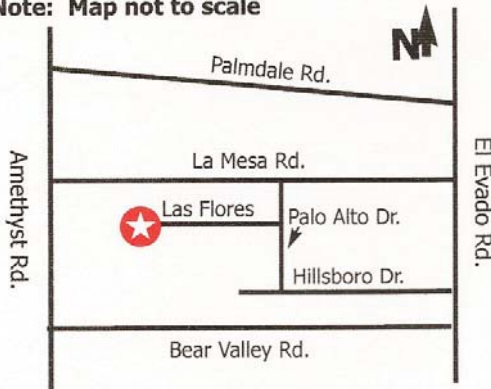 Note: Map not to scale
N
Palmdale Rd.
Amethyst Rd.
El Evado Rd.
La Mesa Rd.
Las Flores
Palo Alto Dr.
Hillsboro Dr.
Bear Valley Rd.